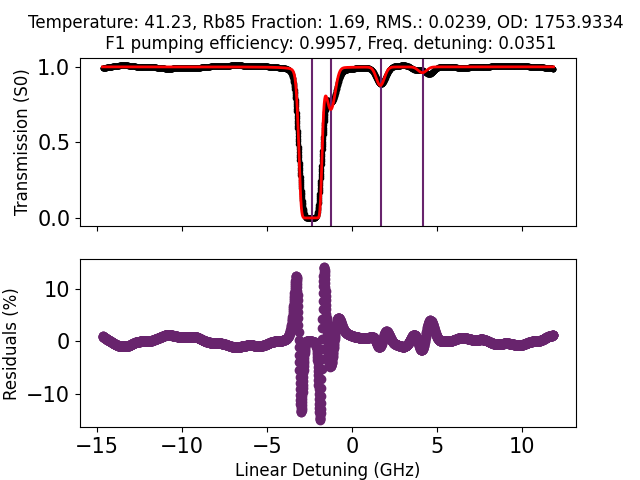 Temperature: 41.23, Rb85 Fraction: 1.69, RMS.: 0.0239, OD: 1753.9334
F1 pumping efficiency: 0.9957, Freq. detuning: 0.0351
Transmission (S0)
1.0
0.5
0.0
Residuals (%)
10
0
−10
−15
−10
−5
0
5
10
Linear Detuning (GHz)